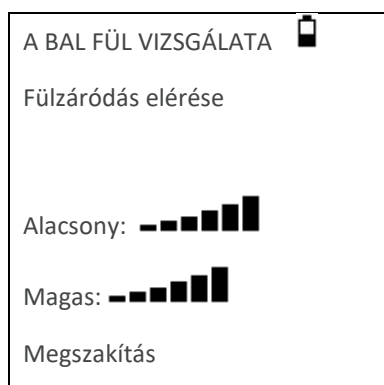 A BAL FÜL VIZSGÁLATA
Fülzáródás elérése
Alacsony:
Magas:
Megszakítás